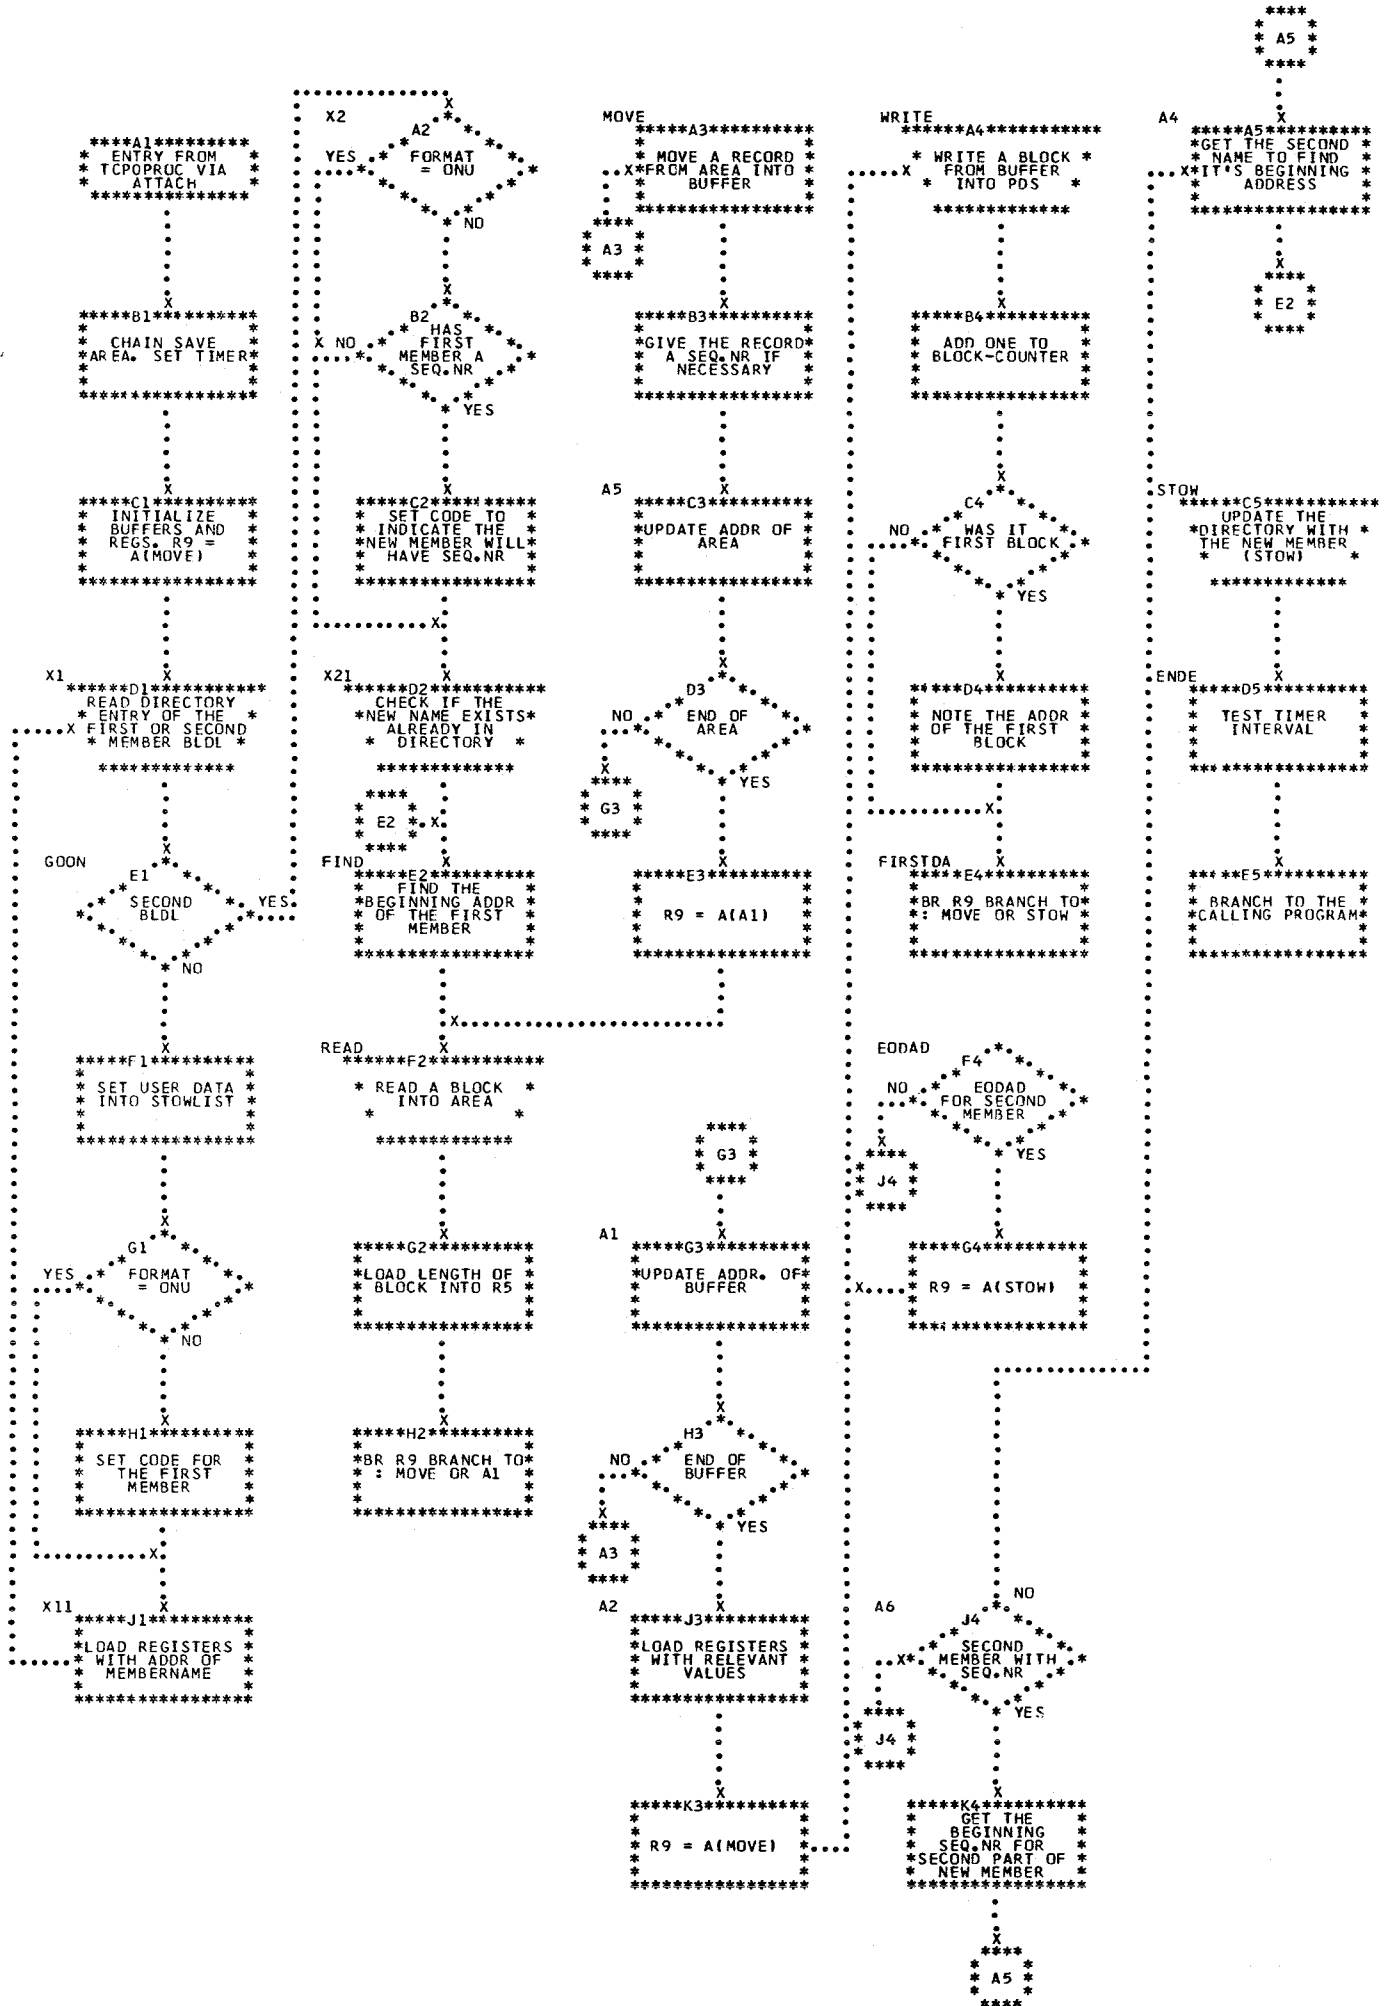 A1
ENTRY FROM
TCPOPROC VIA
ATTACH
B1
CHAIN SAVE
AREA. SET TIMER
C1
INITIALIZE
BUFFERS AND
REGS. R9 =
A(MOVE)
X1
D1
READ DIRECTORY
ENTRY OF THE
FIRST OR SECOND
MEMBER BLDL
GOON
E1
SECOND
BLDL
YES
NO
F1
SET USER DATA
INTO STOWLIST
G1
FORMAT
= ONU
YES
NO
H1
SET CODE FOR
THE FIRST
MEMBER
X11
J1
LOAD REGISTERS
WITH ADDR OF
MEMBERNAME
X2
A2
FORMAT
= ONU
YES
NO
B2
HAS
FIRST
MEMBER A
SEQ.NR
NO
YES
C2
SET CODE TO
INDICATE THE
NEW MEMBER WILL
HAVE SEQ.NR
X21
D2
CHECK IF THE
NEW NAME EXISTS
ALREADY IN
DIRECTORY
E2
FIND
E2
FIND THE
BEGINNING ADDR
OF THE FIRST
MEMBER
READ
F2
READ A BLOCK
INTO AREA
G2
LOAD LENGTH OF
BLOCK INTO R5
H2
BR R9 BRANCH TO
: MOVE OR A1
MOVE
A3
MOVE A RECORD
FROM AREA INTO
BUFFER
A3
B3
GIVE THE RECORD
A SEQ.NR IF
NECESSARY
A5
C3
UPDATE ADDR OF
AREA
D3
END OF
AREA
NO
YES
G3
E3
R9 = A(A1)
G3
A1
G3
UPDATE ADDR. OF
BUFFER
H3
END OF
BUFFER
NO
YES
A3
A2
J3
LOAD REGISTERS
WITH RELEVANT
VALUES
K3
R9 = A(MOVE)
WRITE
A4
WRITE A BLOCK
FROM BUFFER
INTO PDS
B4
ADD ONE TO
BLOCK-COUNTER
C4
WAS IT
FIRST BLOCK
NO
YES
D4
NOTE THE ADDR
OF THE FIRST
BLOCK
FIRSTDA
E4
BR R9 BRANCH TO
: MOVE OR STOW
EODAD
F4
EODAD
FOR SECOND
MEMBER
NO
YES
J4
G4
R9 = A(STOW)
A6
NO
J4
SECOND
MEMBER WITH
SEQ.NR
YES
J4
K4
GET THE
BEGINNING
SEQ.NR FOR
SECOND PART OF
NEW MEMBER
A5
A5
A4
A5
GET THE SECOND
NAME TO FIND
IT'S BEGINNING
ADDRESS
E2
STOW
C5
UPDATE THE
DIRECTORY WITH
THE NEW MEMBER
(STOW)
ENDE
D5
TEST TIMER
INTERVAL
E5
BRANCH TO THE
CALLING PROGRAM